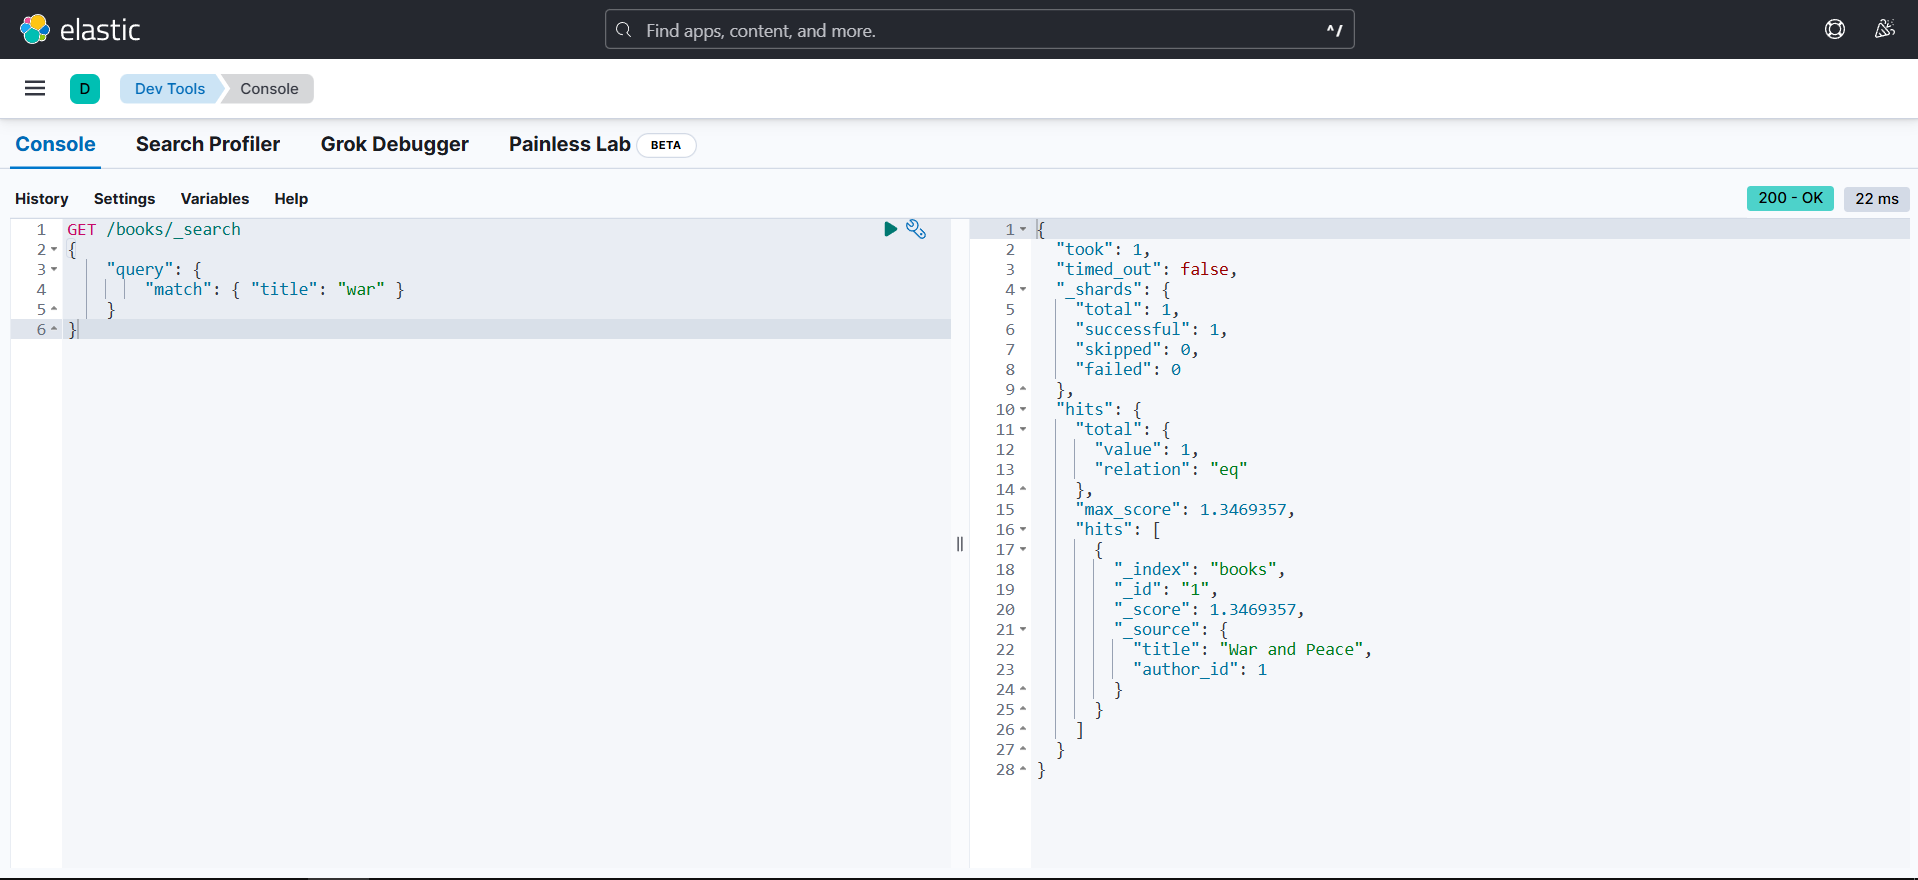 elastic
Find apps, content, and more.
^/
D
Dev Tools
Console
Console
Search Profiler
Grok Debugger
Painless Lab
BETA
History
Settings
Variables
Help
200 - OK
22 ms
1 GET /books/_search
2 {
3 "query": {
4 "match": { "title": "war" }
5 }
6 }
1 {
2 "took": 1,
3 "timed_out": false,
4 "_shards": {
5 "total": 1,
6 "successful": 1,
7 "skipped": 0,
8 "failed": 0
9 },
10 "hits": {
11 "total": {
12 "value": 1,
13 "relation": "eq"
14 },
15 "max_score": 1.3469357,
16 "hits": [
17 {
18 "_index": "books",
19 "_id": "1",
20 "_score": 1.3469357,
21 "_source": {
22 "title": "War and Peace",
23 "author_id": 1
24 }
25 }
26 ]
27 }
28 }